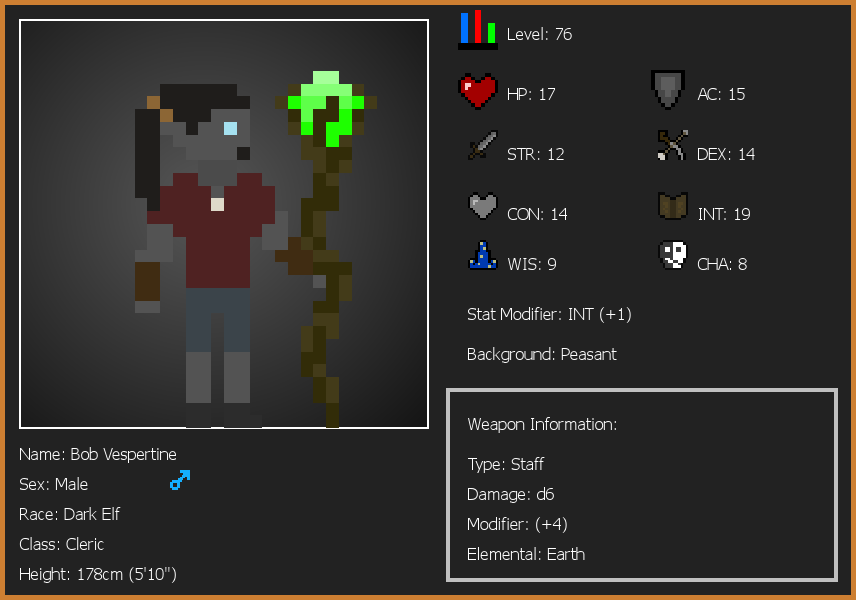 Level: 76
HP: 17
AC: 15
STR: 12
DEX: 14
CON: 14
INT: 19
WIS: 9
CHA: 8
Stat Modifier: INT (+1)
Background: Peasant
Weapon Information:
Type: Staff
Damage: d6
Modifier: (+4)
Elemental: Earth
Name: Bob Vespertine
Sex: Male
Race: Dark Elf
Class: Cleric
Height: 178cm (5'10")